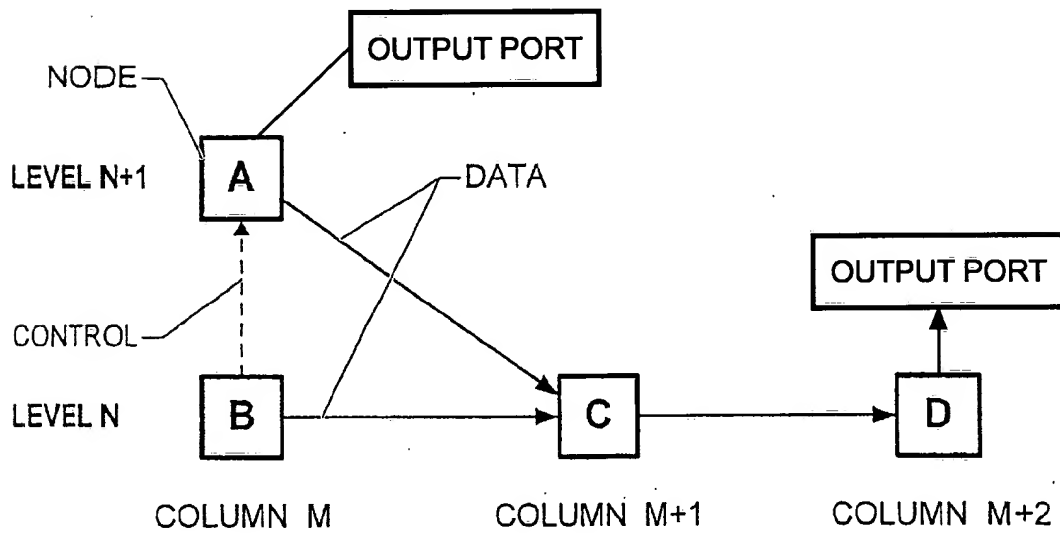 OUTPUT PORT
NODE
LEVEL N+1
A
DATA
OUTPUT PORT
CONTROL
LEVEL N
B
C
D
COLUMN M
COLUMN M+1
COLUMN M+2